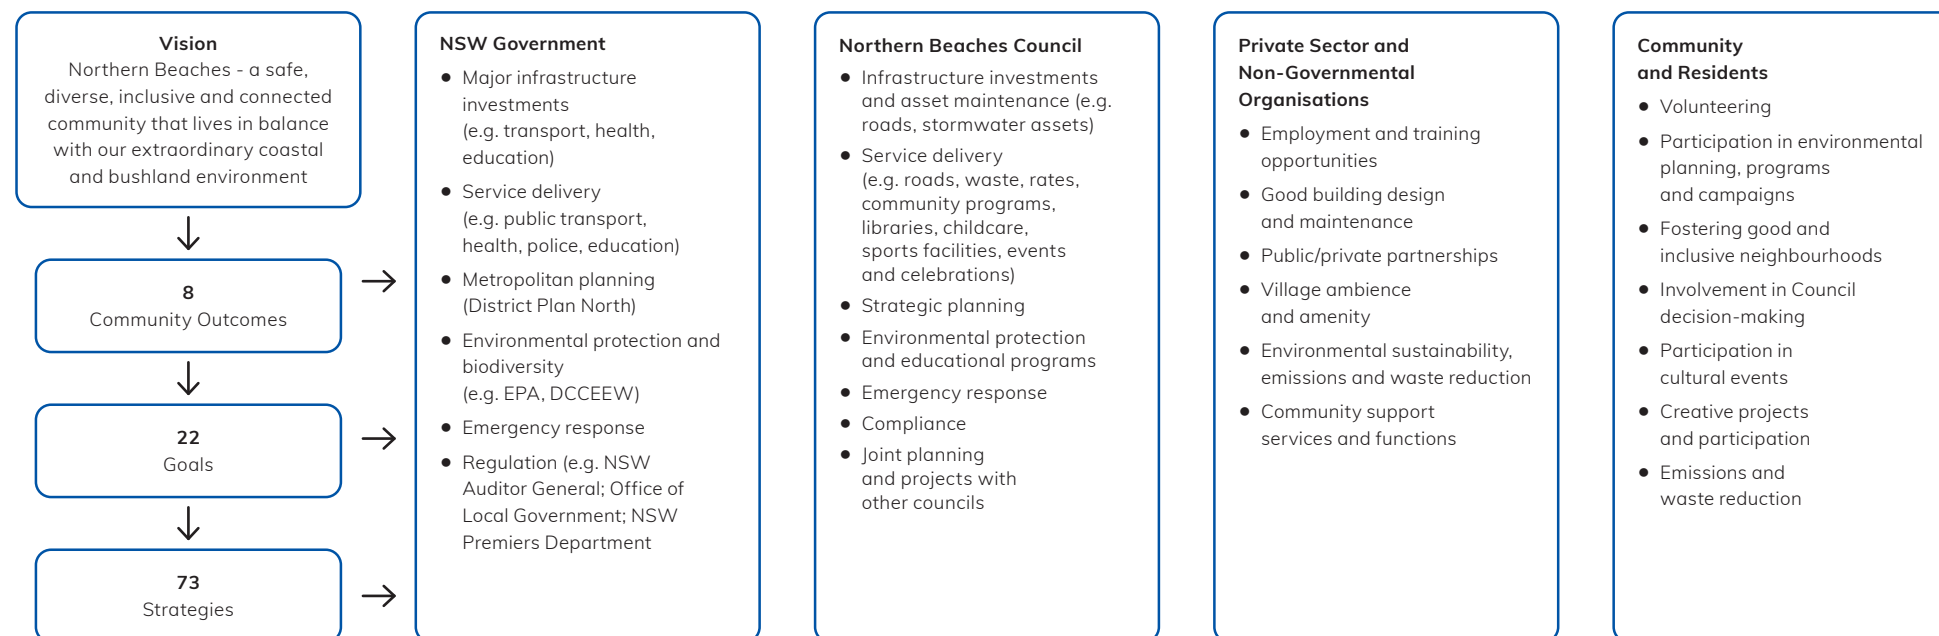 Vision
Northern Beaches - a safe,
diverse, inclusive and connected
community that lives in balance
with our extraordinary coastal
and bushland environment
8
Community Outcomes
22
Goals
73
Strategies
NSW Government
● Major infrastructure
investments
(e.g. transport, health,
education)
● Service delivery
(e.g. public transport,
health, police, education)
● Metropolitan planning
(District Plan North)
● Environmental protection and
biodiversity
(e.g. EPA, DCCEEW)
● Emergency response
● Regulation (e.g. NSW
Auditor General; Office of
Local Government; NSW
Premiers Department
Northern Beaches Council
● Infrastructure investments
and asset maintenance (e.g.
roads, stormwater assets)
● Service delivery
(e.g. roads, waste, rates,
community programs,
libraries, childcare,
sports facilities, events
and celebrations)
● Strategic planning
● Environmental protection
and educational programs
● Emergency response
● Compliance
● Joint planning
and projects with
other councils
Private Sector and
Non-Governmental
Organisations
● Employment and training
opportunities
● Good building design
and maintenance
● Public/private partnerships
● Village ambience
and amenity
● Environmental sustainability,
emissions and waste reduction
● Community support
services and functions
Community
and Residents
● Volunteering
● Participation in environmental
planning, programs
and campaigns
● Fostering good and
inclusive neighbourhoods
● Involvement in Council
decision-making
● Participation in
cultural events
● Creative projects
and participation
● Emissions and
waste reduction